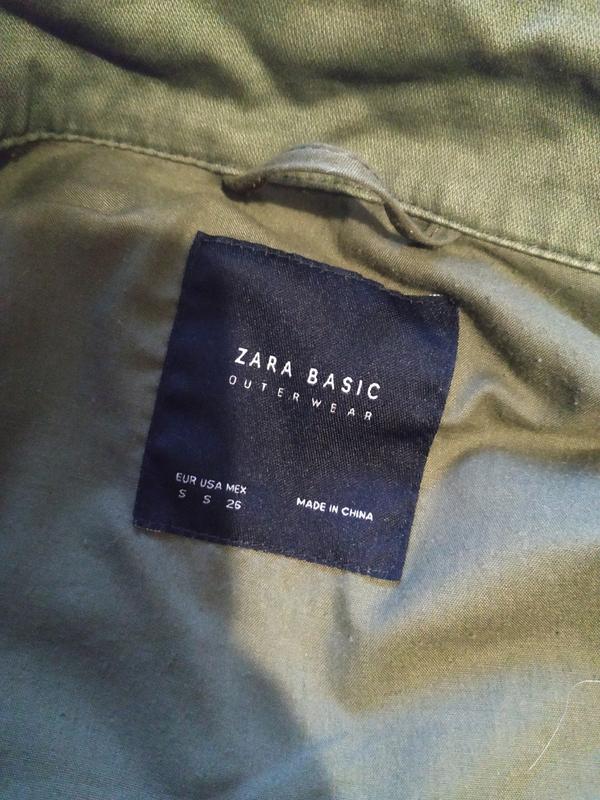 ZARA BASIC
OUTERWEAR
EUR USA MEX
S S 26
MADE IN CHINA